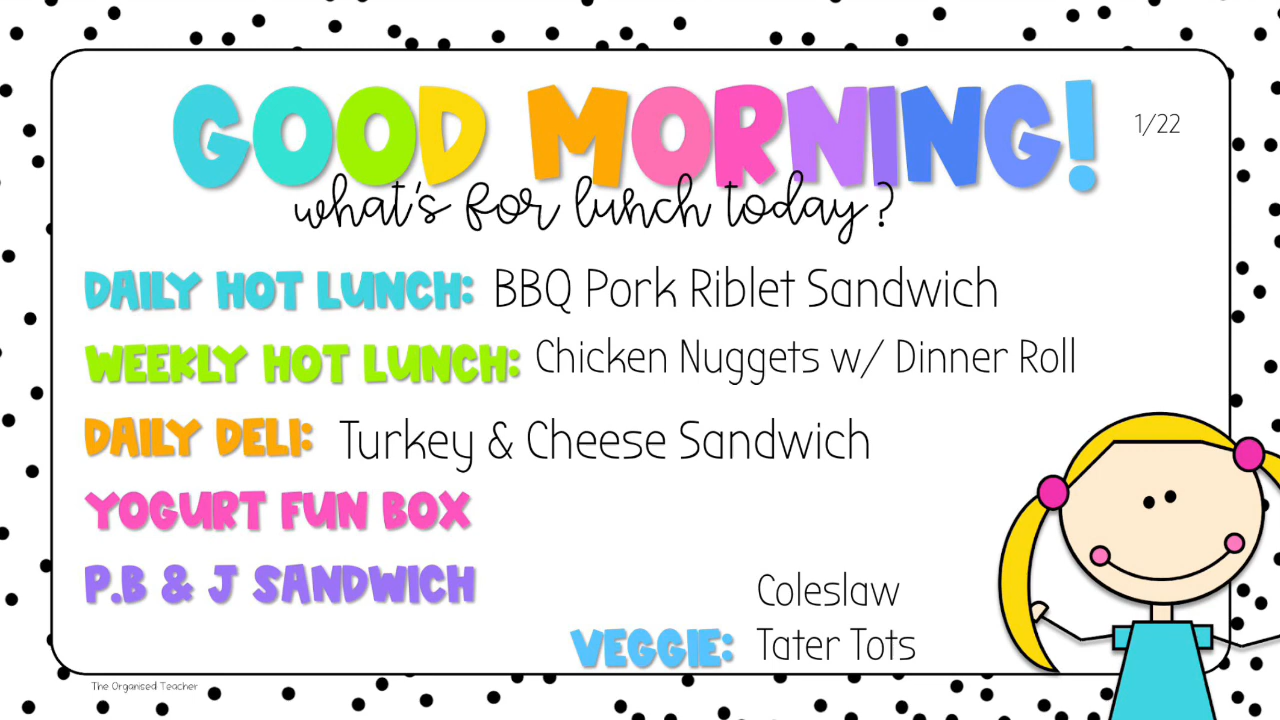 GOOD MORNING!
1/22
what's for lunch today?
DAILY HOT LUNCH: BBQ Pork Riblet Sandwich
WEEKLY HOT LUNCH: Chicken Nuggets w/ Dinner Roll
DAILY DELI: Turkey & Cheese Sandwich
YOGURT FUN BOX
P.B & J SANDWICH
Coleslaw
VEGGIE: Tater Tots
The Organised Teacher